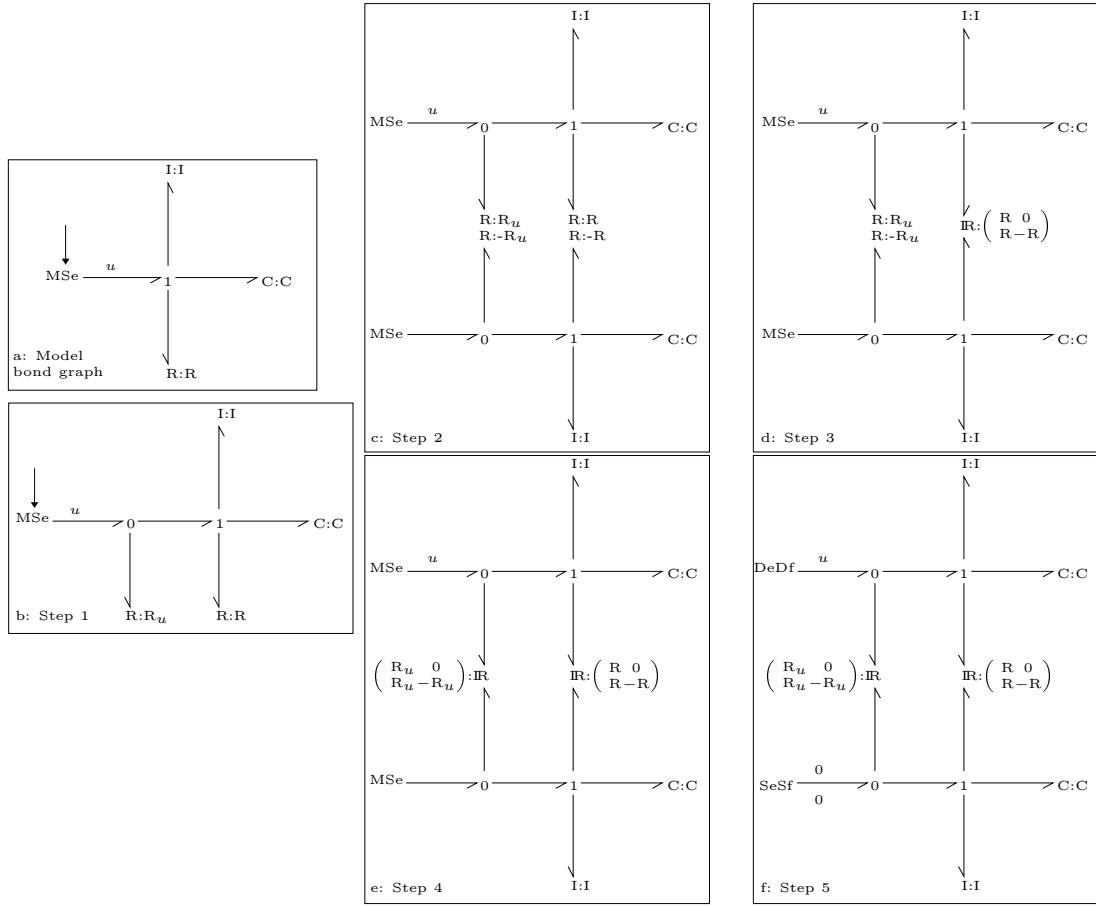 I:I
u
MSe
1
C:C
a: Model
bond graph
R:R
I:I
u
MSe
0
1
C:C
b: Step 1
R:Ru
R:R
I:I
u
MSe
0
1
C:C
R:Ru
R:R
R:-Ru
R:-R
MSe
0
1
C:C
c: Step 2
I:I
I:I
u
MSe
0
1
C:C
R:Ru
R:-Ru
IR:( R 0
R −R )
MSe
0
1
C:C
d: Step 3
I:I
I:I
u
MSe
0
1
C:C
( Ru 0
Ru −Ru ):IR
IR:( R 0
R −R )
MSe
0
1
C:C
e: Step 4
I:I
I:I
u
DeDf
0
1
C:C
( Ru 0
Ru −Ru ):IR
IR:( R 0
R −R )
0
SeSf
0
0
1
C:C
f: Step 5
I:I